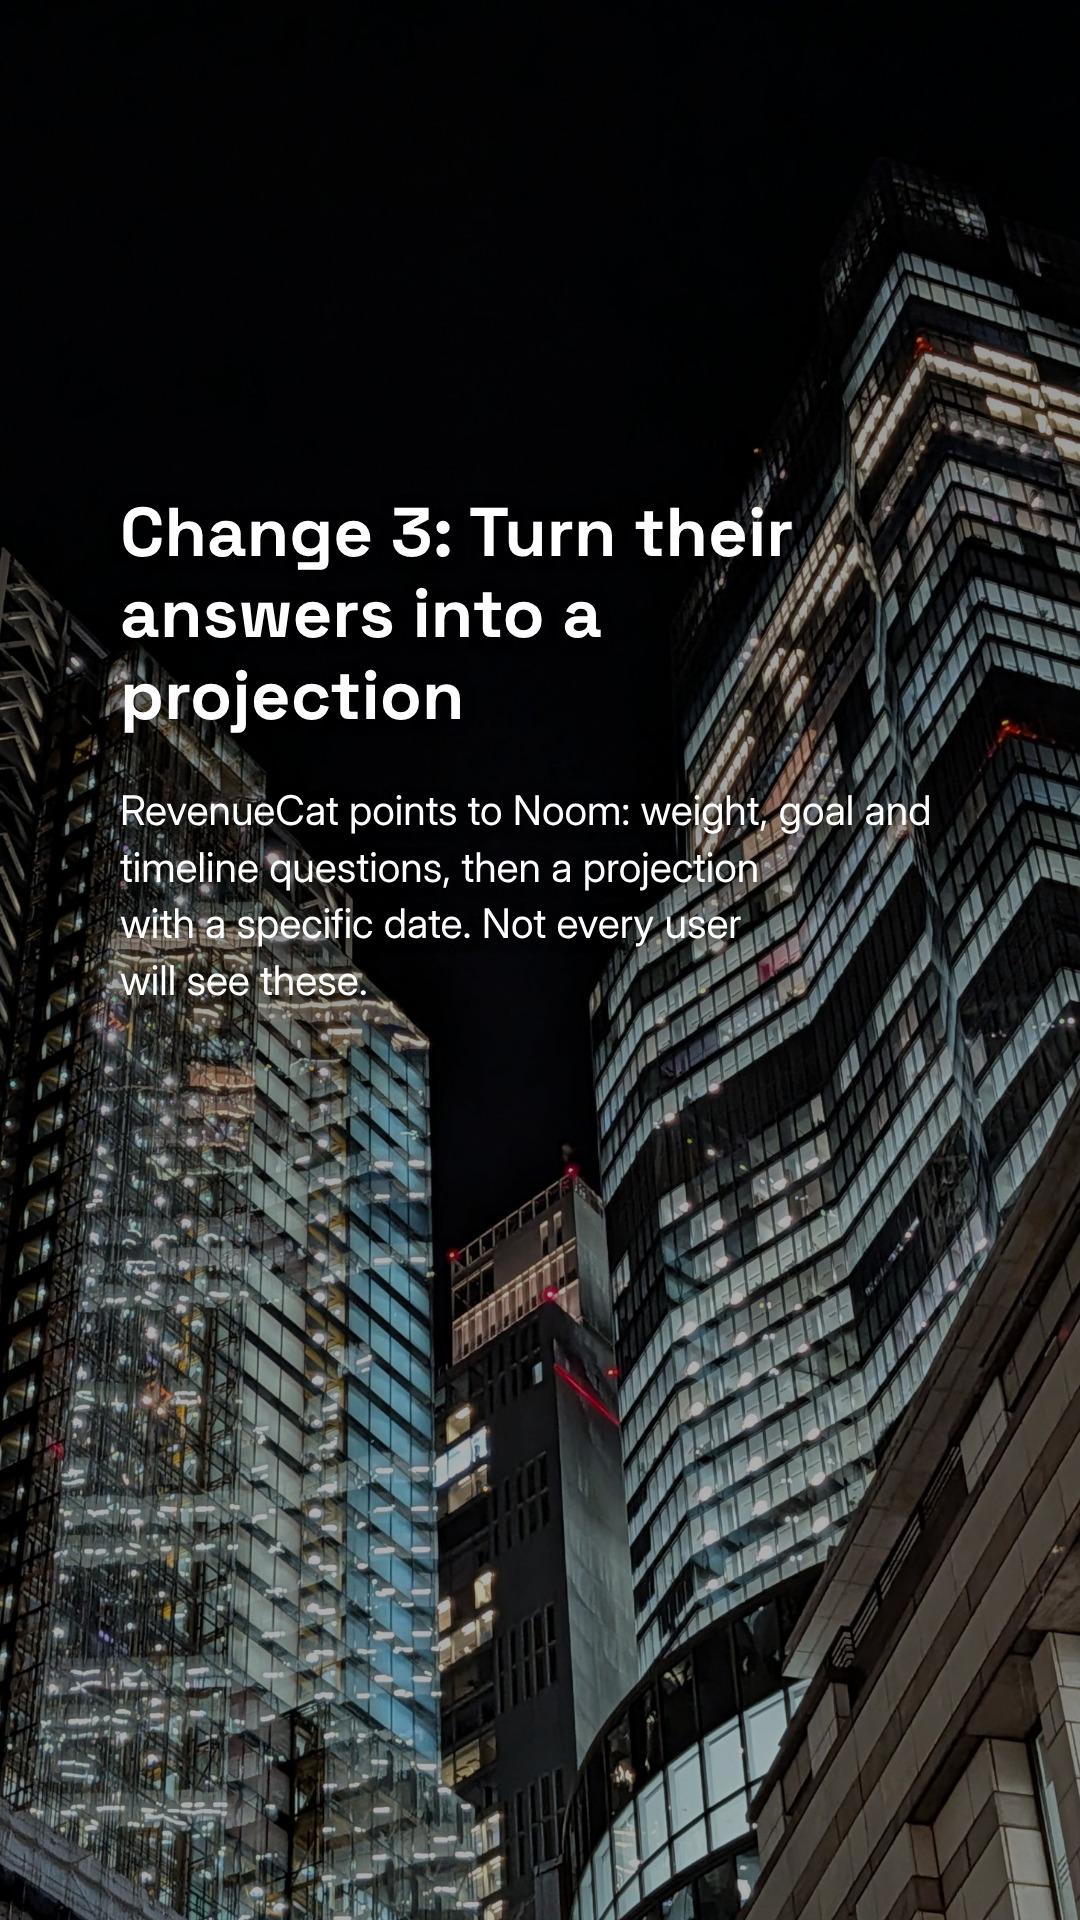 Change 3: Turn their
answers into a
projection
RevenueCat points to Noom: weight, goal and
timeline questions, then a projection
with a specific date. Not every user
will see these.